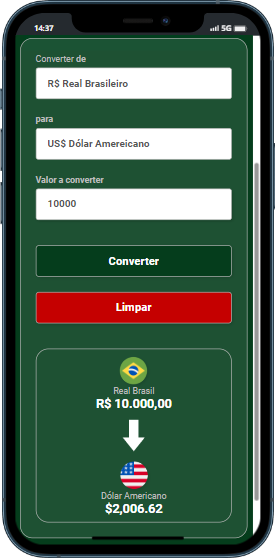 14:37
5G
Converter de
R$ Real Brasileiro
para
US$ Dólar Amereicano
Valor a converter
10000
Converter
Limpar
Real Brasil
R$ 10.000,00
Dólar Americano
$2,006.62